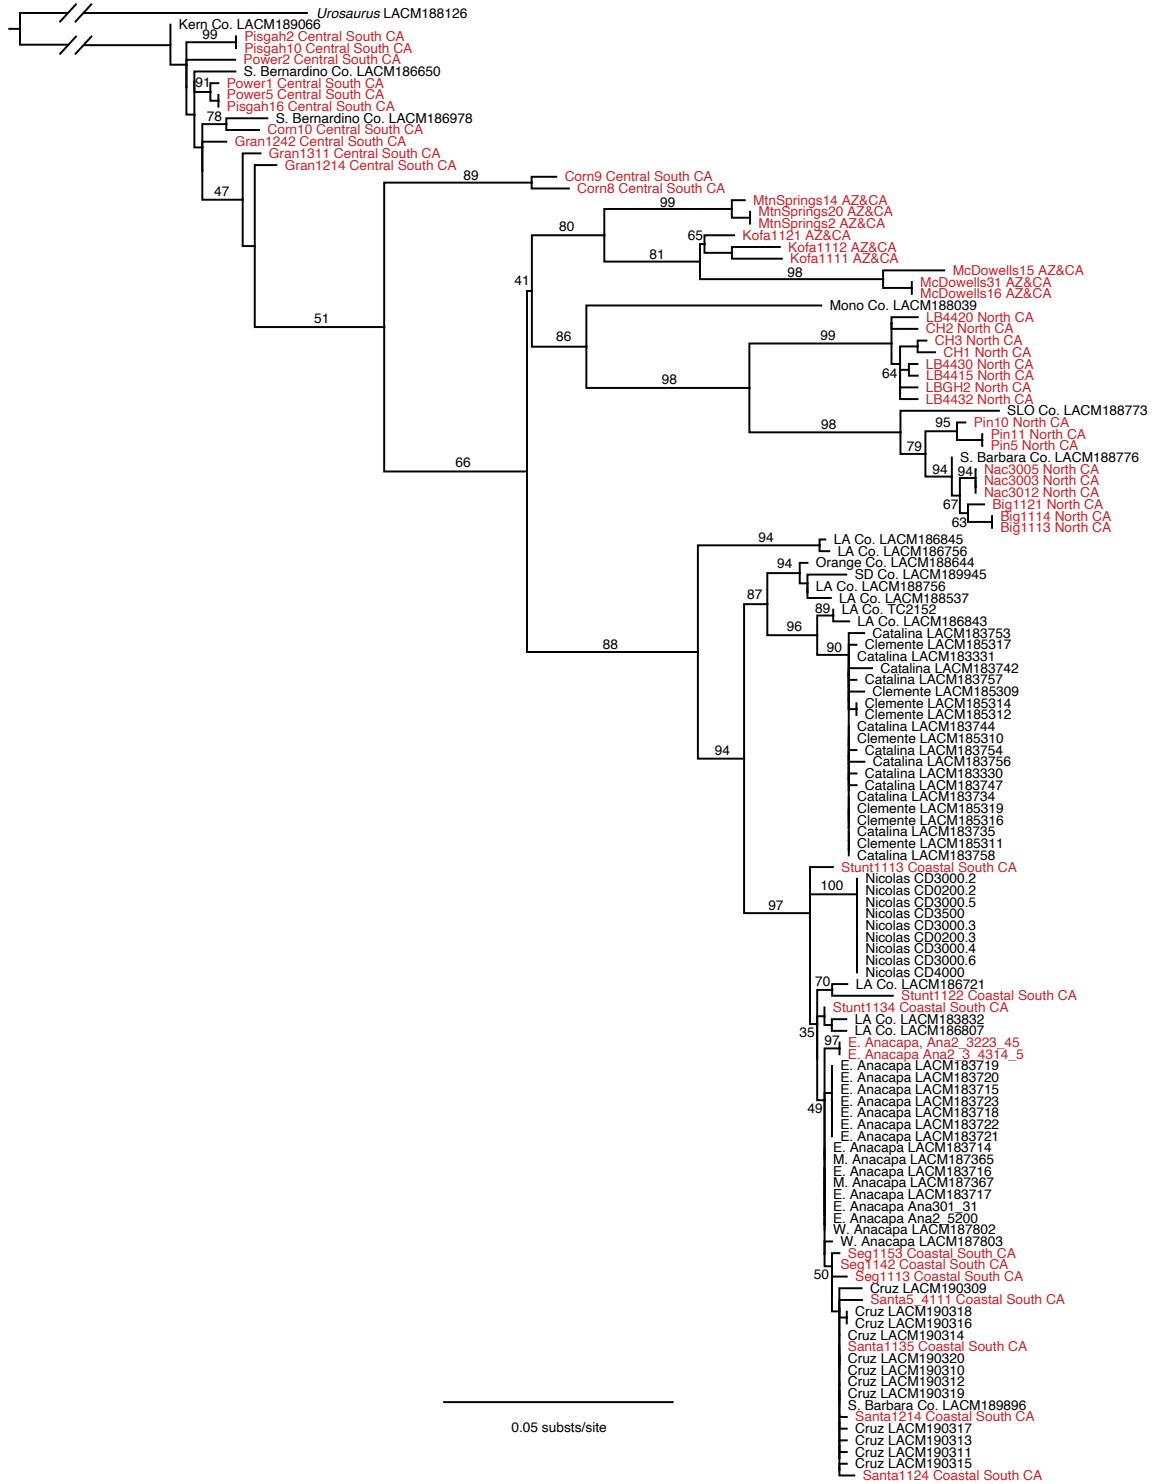 Urosaurus LACM188126
Kern Co. LACM189066
99
Pisgah2 Central South CA
Pisgah10 Central South CA
Power2 Central South CA
S. Bernardino Co. LACM186650
91
Power1 Central South CA
Power5 Central South CA
Pisgah16 Central South CA
78
S. Bernardino Co. LACM186978
Corn10 Central South CA
Gran1242 Central South CA
Gran1311 Central South CA
Gran1214 Central South CA
47
89
Corn9 Central South CA
Corn8 Central South CA
99
MtnSprings14 AZ&CA
MtnSprings20 AZ&CA
MtnSprings2 AZ&CA
80
65
Kofa1121 AZ&CA
Kofa1112 AZ&CA
Kofa1111 AZ&CA
81
98
McDowells15 AZ&CA
McDowells31 AZ&CA
McDowells16 AZ&CA
41
Mono Co. LACM188039
51
86
99
LB4420 North CA
CH2 North CA
CH3 North CA
CH1 North CA
LB4430 North CA
64
LB4415 North CA
LBGH2 North CA
LB4432 North CA
98
SLO Co. LACM188773
98
95
Pin10 North CA
Pin11 North CA
Pin5 North CA
79
S. Barbara Co. LACM188776
66
94
94
Nac3005 North CA
Nac3003 North CA
Nac3012 North CA
67
Big1121 North CA
63
Big1114 North CA
Big1113 North CA
94
LA Co. LACM186845
LA Co. LACM186756
94
Orange Co. LACM188644
SD Co. LACM189945
LA Co. LACM188756
87
LA Co. LACM188537
89
LA Co. TC2152
LA Co. LACM186843
96
Catalina LACM183753
88
90
Clemente LACM185317
Catalina LACM183331
Catalina LACM183742
Catalina LACM183757
Clemente LACM185309
Clemente LACM185314
Clemente LACM185312
Catalina LACM183744
Clemente LACM185310
94
Catalina LACM183754
Catalina LACM183756
Catalina LACM183330
Catalina LACM183747
Catalina LACM183734
Clemente LACM185319
Clemente LACM185316
Catalina LACM183735
Clemente LACM185311
Catalina LACM183758
Stunt1113 Coastal South CA
100
Nicolas CD3000.2
Nicolas CD0200.2
97
Nicolas CD3000.5
Nicolas CD3500
Nicolas CD3000.3
Nicolas CD0200.3
Nicolas CD3000.4
Nicolas CD3000.6
Nicolas CD4000
70
LA Co. LACM186721
Stunt1122 Coastal South CA
Stunt1134 Coastal South CA
LA Co. LACM183832
35
LA Co. LACM186807
97
E. Anacapa, Ana2_3223_45
E. Anacapa Ana2_3_4314_5
E. Anacapa LACM183719
E. Anacapa LACM183720
E. Anacapa LACM183715
E. Anacapa LACM183723
49
E. Anacapa LACM183718
E. Anacapa LACM183722
E. Anacapa LACM183721
E. Anacapa LACM183714
M. Anacapa LACM187365
E. Anacapa LACM183716
M. Anacapa LACM187367
E. Anacapa LACM183717
E. Anacapa Ana301_31
E. Anacapa Ana2_5200
W. Anacapa LACM187802
W. Anacapa LACM187803
Seg1153 Coastal South CA
Seg1142 Coastal South CA
50
Seg1113 Coastal South CA
Cruz LACM190309
Santa5_4111 Coastal South CA
Cruz LACM190318
Cruz LACM190316
Cruz LACM190314
Santa1135 Coastal South CA
Cruz LACM190320
Cruz LACM190310
Cruz LACM190312
Cruz LACM190319
S. Barbara Co. LACM189896
Santa1214 Coastal South CA
Cruz LACM190317
Cruz LACM190313
Cruz LACM190311
Cruz LACM190315
Santa1124 Coastal South CA
0.05 substs/site